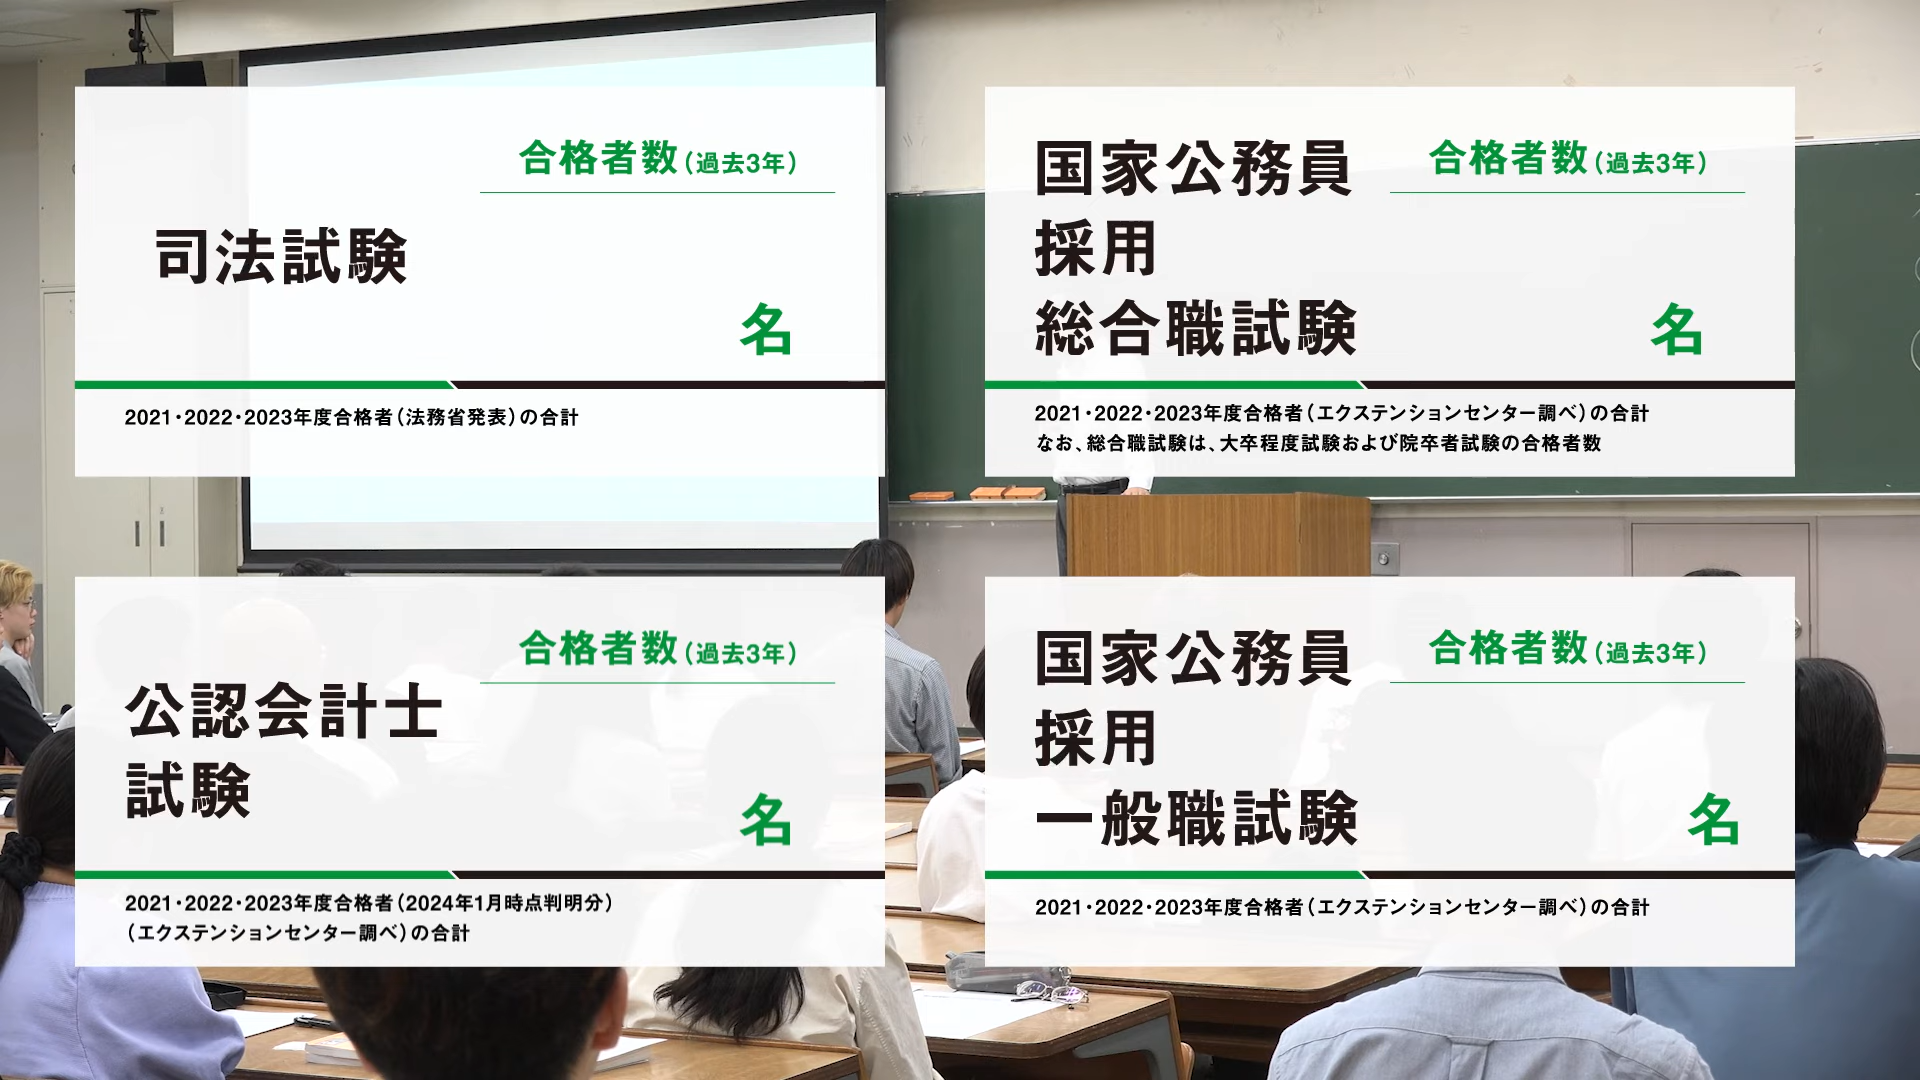 司法試験
合格者数（過去3年）
名
2021・2022・2023年度合格者（法務省発表）の合計
国家公務員
採用
総合職試験
合格者数（過去3年）
名
2021・2022・2023年度合格者（エクステンションセンター調べ）の合計
なお、総合職試験は、大卒程度試験および院卒者試験の合格者数
公認会計士
試験
合格者数（過去3年）
名
2021・2022・2023年度合格者（2024年1月時点判明分）
（エクステンションセンター調べ）の合計
国家公務員
採用
一般職試験
合格者数（過去3年）
名
2021・2022・2023年度合格者（エクステンションセンター調べ）の合計